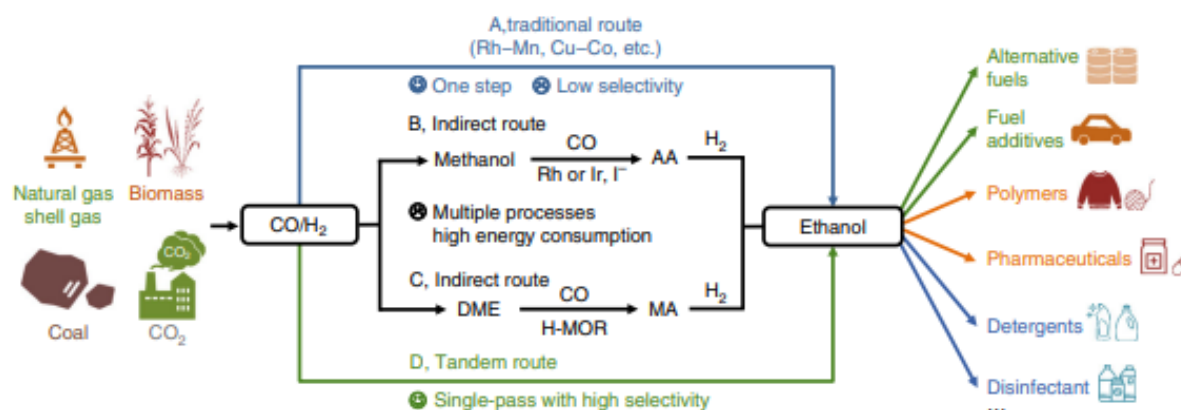 A,traditional route
(Rh–Mn, Cu–Co, etc.)
One step Low selectivity
B, Indirect route
Methanol CO Rh or Ir, I⁻ AA H₂
Multiple processes
high energy consumption
C, Indirect route
DME CO H-MOR MA H₂
D, Tandem route
Single-pass with high selectivity
Natural gas
shell gas
Biomass
Coal
CO₂
CO₂
CO/H₂
Ethanol
Alternative
fuels
Fuel
additives
Polymers
Pharmaceuticals
Detergents
Disinfectant
...